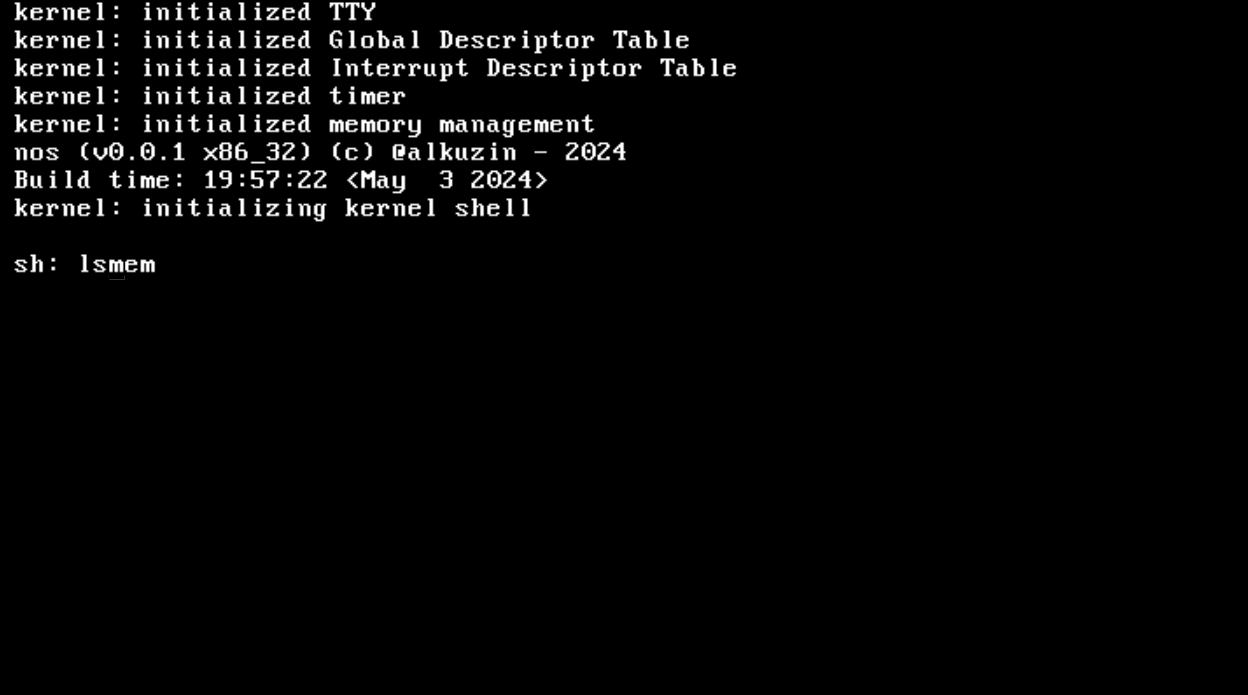 kernel: initialized TTY
kernel: initialized Global Descriptor Table
kernel: initialized Interrupt Descriptor Table
kernel: initialized timer
kernel: initialized memory management
nos (v0.0.1 x86_32) (c) @alkuzin - 2024
Build time: 19:57:22 <May  3 2024>
kernel: initializing kernel shell
sh: lsmem